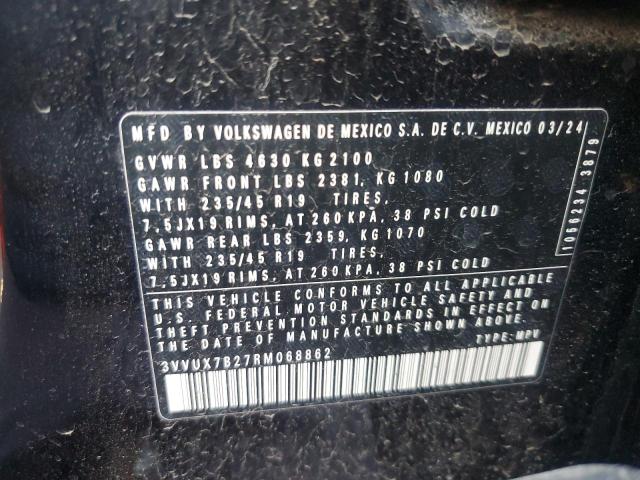 MFD BY VOLKSWAGEN DE MEXICO S.A. DE C.V. MEXICO 03/24
GVWR LBS 4630 KG 2100
GAWR FRONT LBS 2381, KG 1080
WITH 235/45 R19 TIRES,
7.5JX19 RIMS, AT 260 KPA, 38 PSI COLD
GAWR REAR LBS 2359, KG 1070
WITH 235/45 R19 TIRES,
7.5JX19 RIMS, AT 260 KPA, 38 PSI COLD
THIS VEHICLE CONFORMS TO ALL APPLICABLE
U.S. FEDERAL MOTOR VEHICLE SAFETY AND
THEFT PREVENTION STANDARDS IN EFFECT ON
THE DATE OF MANUFACTURE SHOWN ABOVE.
3VVUX7B27RM068862 TYPE: MPV
1056234 3879